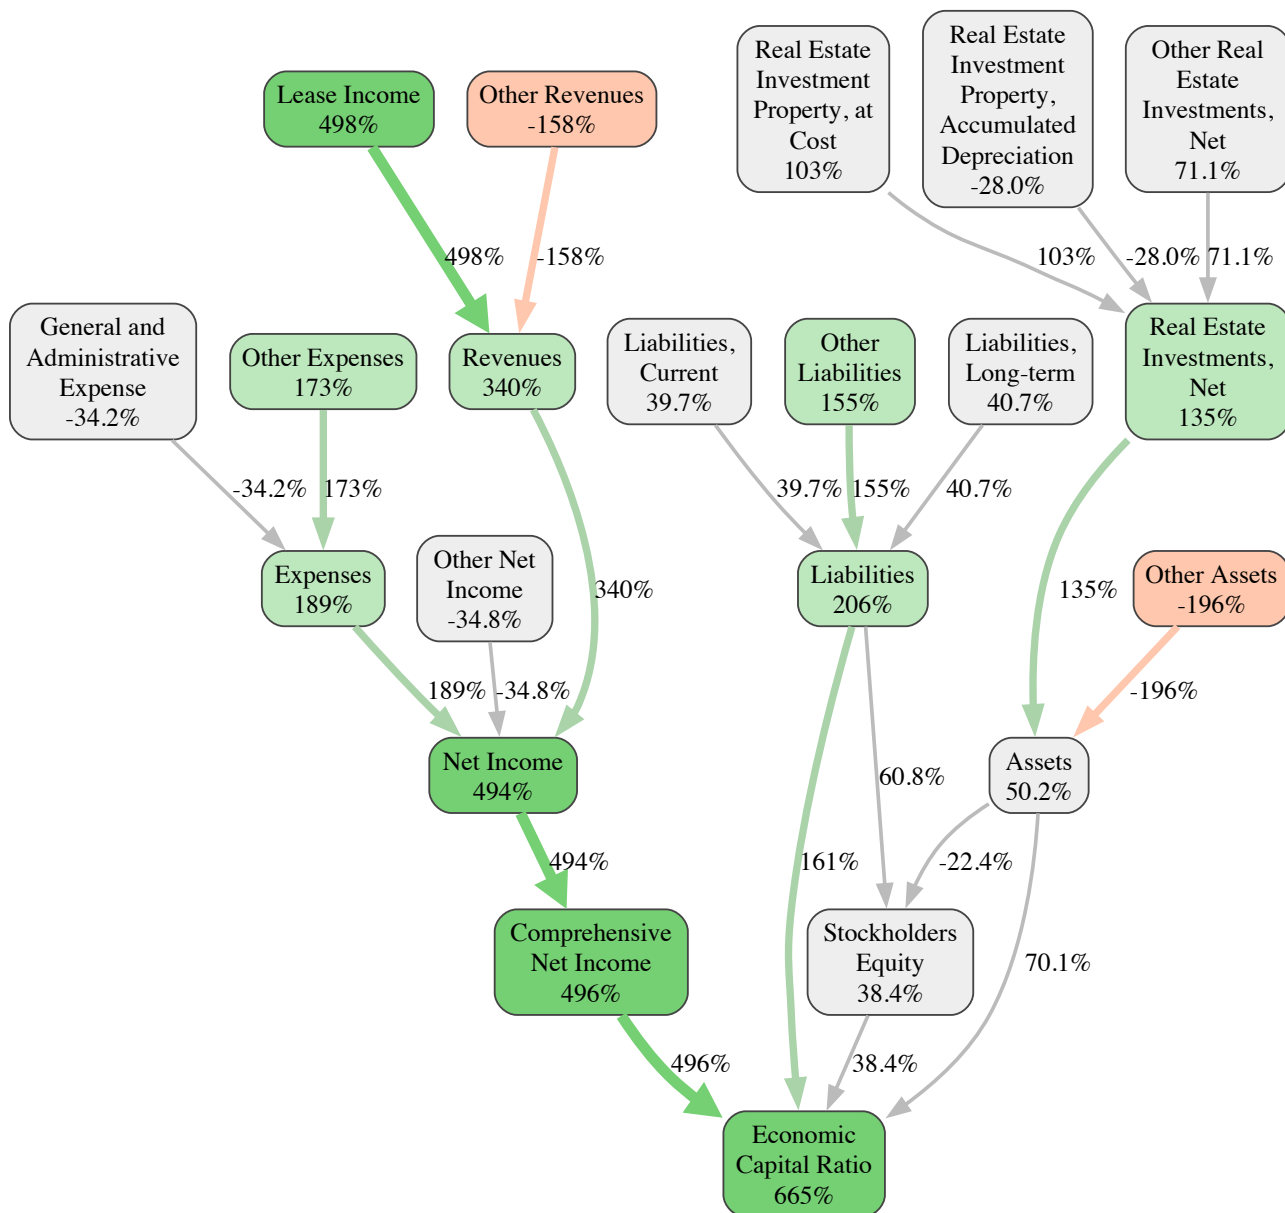 Real Estate
Investment
Property, at
Cost
103%
Real Estate
Investment
Property,
Accumulated
Depreciation
-28.0%
Other Real
Estate
Investments,
Net
71.1%
Lease Income
498%
Other Revenues
-158%
498%
-158%
103%
-28.0%
71.1%
General and
Administrative
Expense
-34.2%
Other Expenses
173%
Revenues
340%
Liabilities,
Current
39.7%
Other
Liabilities
155%
Liabilities,
Long-term
40.7%
Real Estate
Investments,
Net
135%
-34.2%
173%
39.7%
155%
40.7%
Expenses
189%
Other Net
Income
-34.8%
340%
Liabilities
206%
135%
Other Assets
-196%
189%
-34.8%
-196%
Net Income
494%
60.8%
Assets
50.2%
494%
161%
-22.4%
Comprehensive
Net Income
496%
Stockholders
Equity
38.4%
70.1%
496%
38.4%
Economic
Capital Ratio
665%